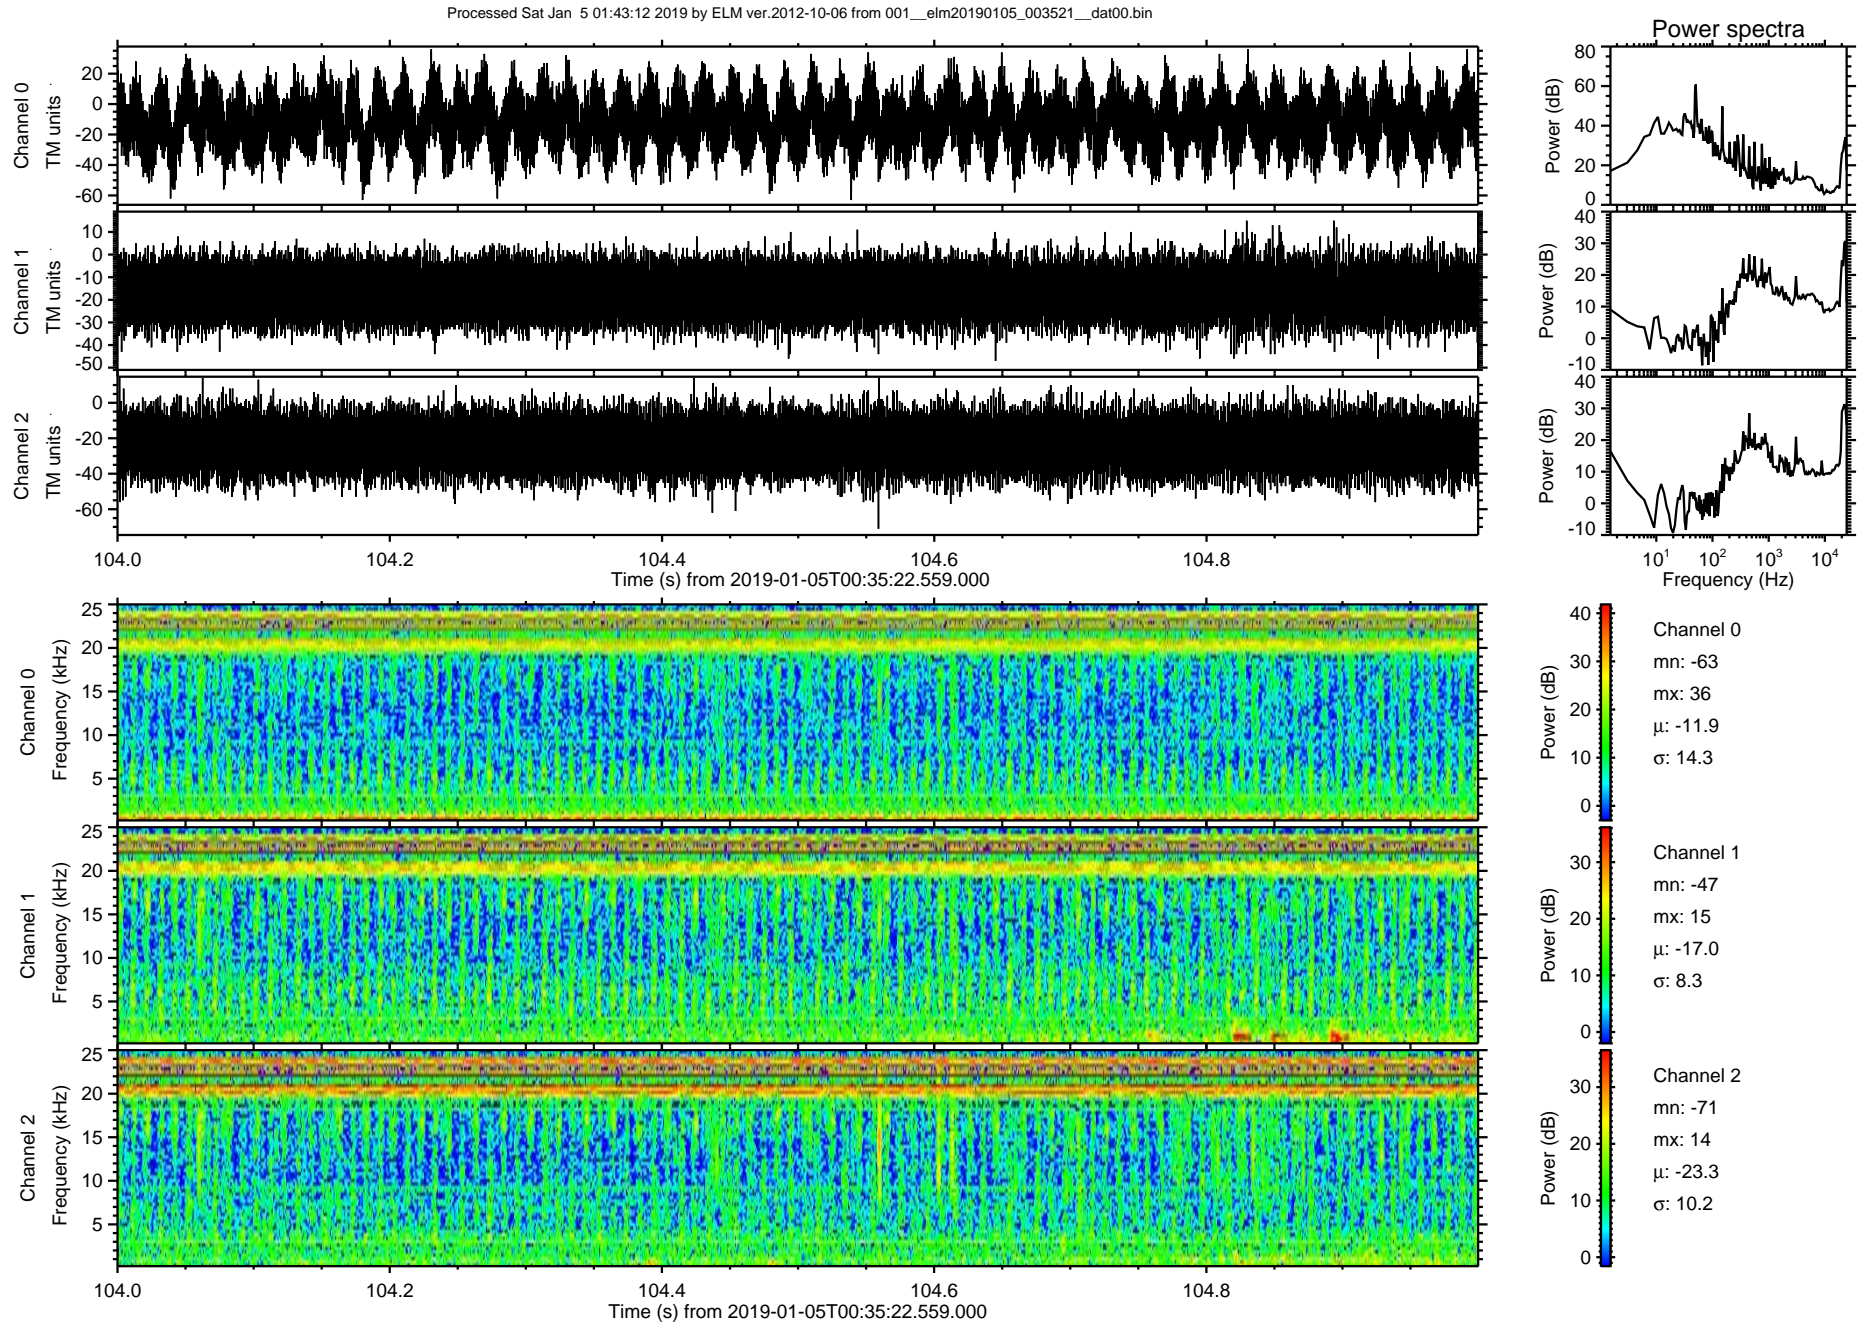 Processed Sat Jan  5 01:43:12 2019 by ELM ver.2012-10-06 from 001__elm20190105_003521__dat00.bin
Power spectra
Channel 0
TM units
20
0
-20
-40
-60
Power (dB)
80
60
40
20
0
Channel 1
TM units
10
0
-10
-20
-30
-40
-50
Power (dB)
40
30
20
10
0
-10
Channel 2
TM units
0
-20
-40
-60
Power (dB)
40
30
20
10
0
-10
104.0 104.2 104.4 104.6 104.8
Time (s) from 2019-01-05T00:35:22.559.000
10¹ 10² 10³ 10⁴
Frequency (Hz)
Channel 0
Frequency (kHz)
25
20
15
10
5
Power (dB)
40
30
20
10
0
Channel 0
mn: -63
mx: 36
µ: -11.9
σ: 14.3
Channel 1
Frequency (kHz)
25
20
15
10
5
Power (dB)
30
20
10
0
Channel 1
mn: -47
mx: 15
µ: -17.0
σ: 8.3
Channel 2
Frequency (kHz)
25
20
15
10
5
Power (dB)
30
20
10
0
Channel 2
mn: -71
mx: 14
µ: -23.3
σ: 10.2
104.0 104.2 104.4 104.6 104.8
Time (s) from 2019-01-05T00:35:22.559.000